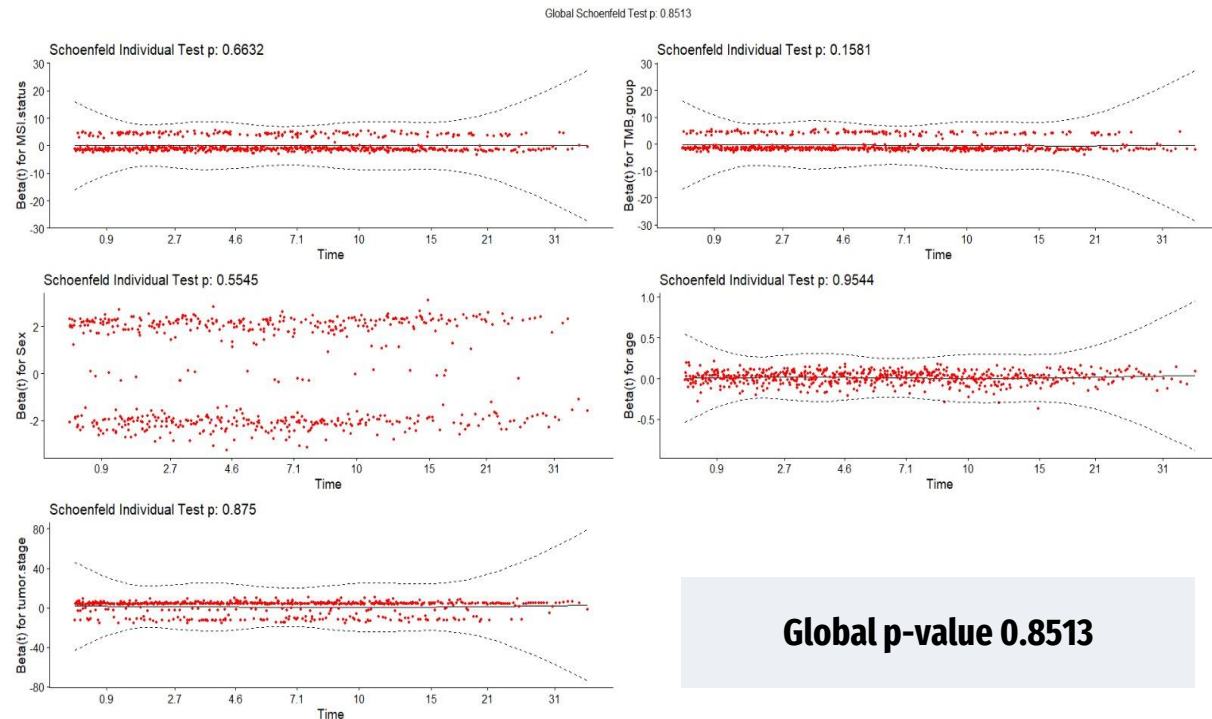 Global Schoenfeld Test p: 0.8513
Schoenfeld Individual Test p: 0.6632
30
20
10
0
-10
-20
-30
Beta(t) for MSI.status
0.9 2.7 4.6 7.1 10 15 21 31
Time
Schoenfeld Individual Test p: 0.1581
30
20
10
0
-10
-20
-30
Beta(t) for TMB.group
0.9 2.7 4.6 7.1 10 15 21 31
Time
Schoenfeld Individual Test p: 0.5545
2
0
-2
Beta(t) for Sex
0.9 2.7 4.6 7.1 10 15 21 31
Time
Schoenfeld Individual Test p: 0.9544
1.0
0.5
0.0
-0.5
Beta(t) for age
0.9 2.7 4.6 7.1 10 15 21 31
Time
Schoenfeld Individual Test p: 0.875
80
40
0
-40
-80
Beta(t) for tumor.stage
0.9 2.7 4.6 7.1 10 15 21 31
Time
Global p-value 0.8513